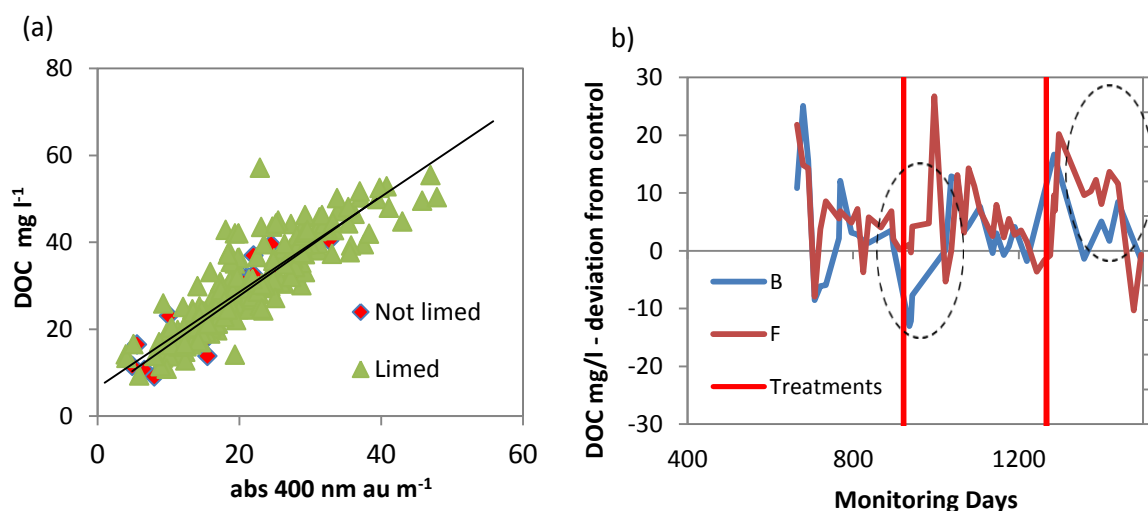 (a)
80
60
40
20
0
DOC mg l-1
0 20 40 60
abs 400 nm au m-1
Not limed
Limed
b)
30
20
10
0
-10
-20
-30
DOC mg/l - deviation from control
400 800 1200
Monitoring Days
B
F
Treatments